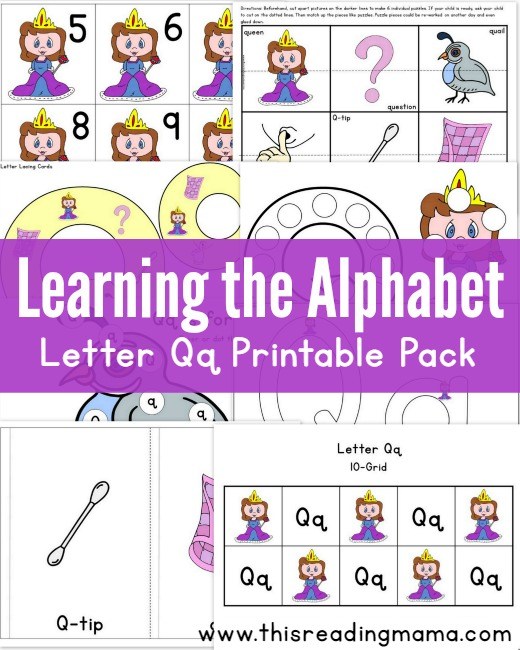 5
6
8
9
Directions: Beforehand, cut apart pictures on the darker lines to make 6 individual puzzles. If your child is ready, ask your child
to cut on the dotted lines. Then match up the pieces like puzzles. Puzzle pieces could be re-worked on another day and even
glued down.
queen
quail
question
Q-tip
Letter Lacing Cards
Learning the Alphabet
Letter Qq Printable Pack
q
q
q
Q-tip
Letter Qq
10-Grid
Qq
Qq
Qq
Qq
Qq
www.thisreadingmama.com